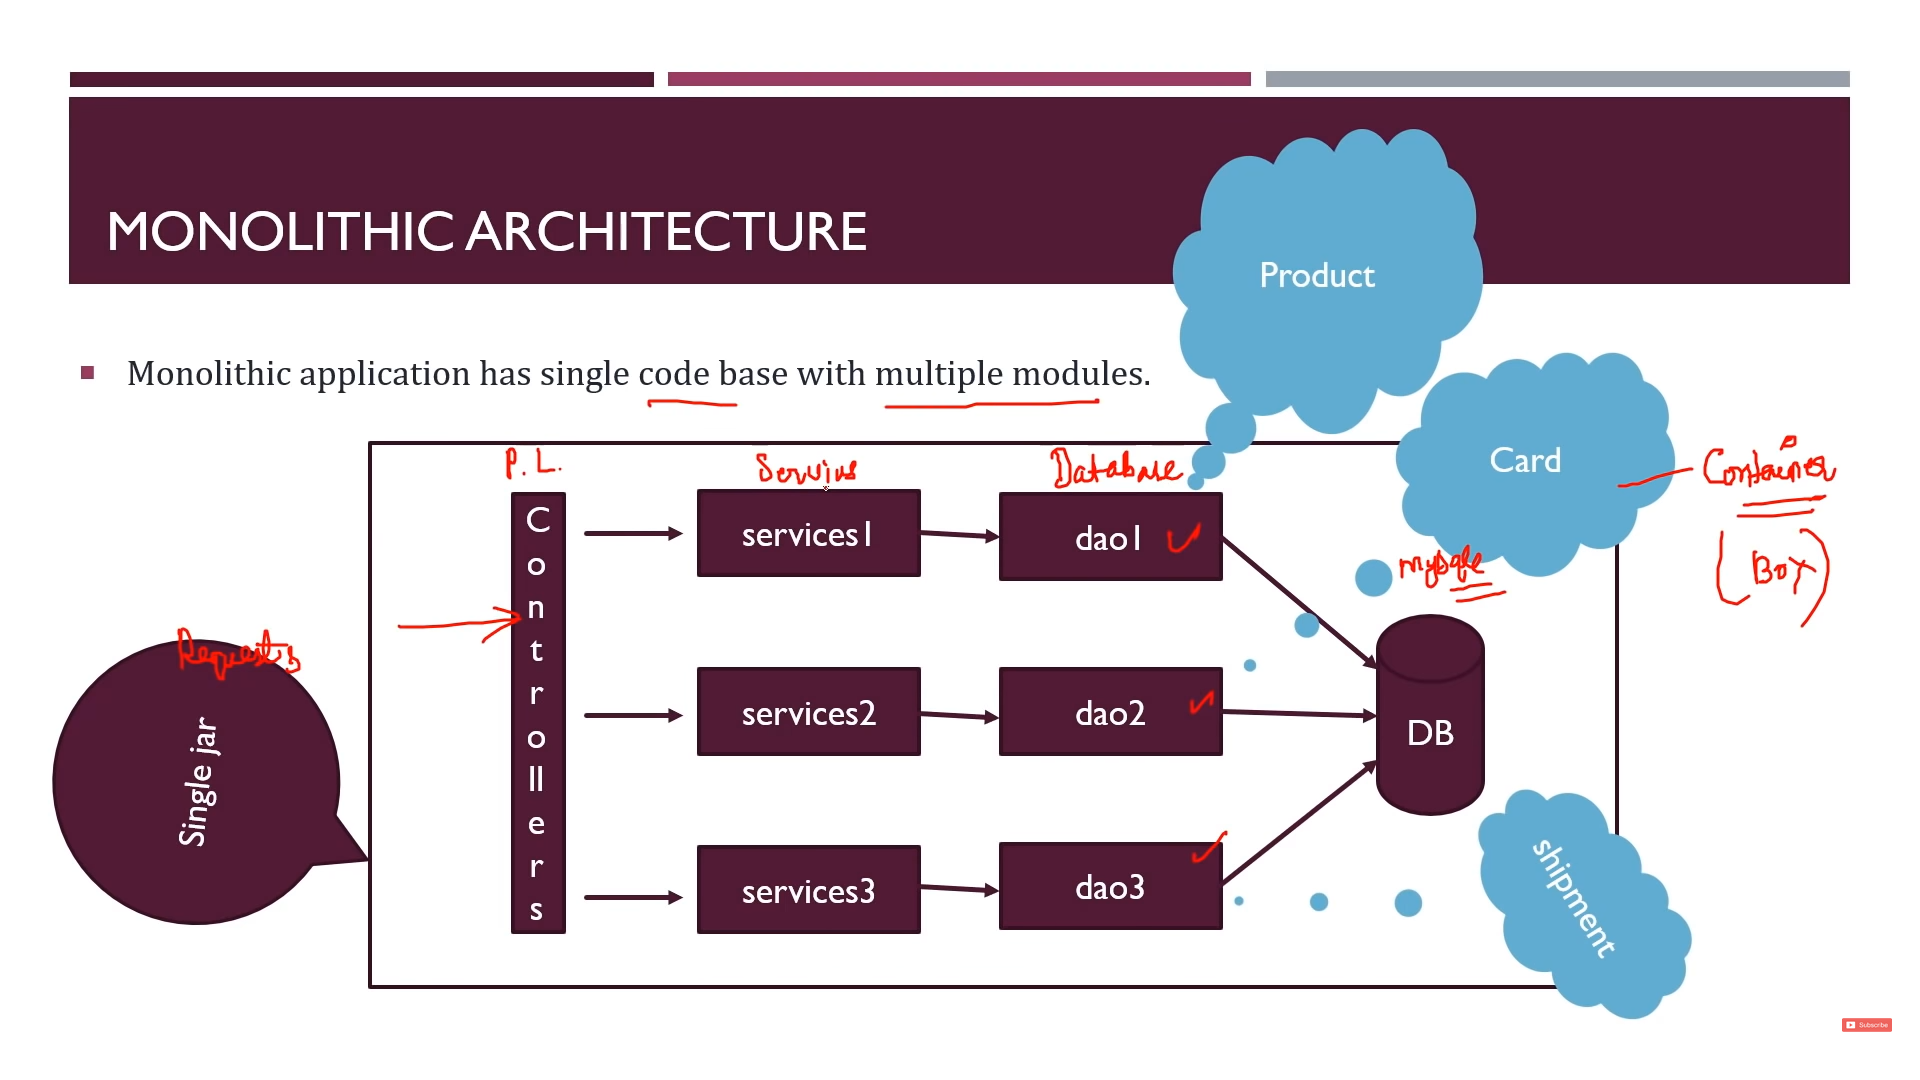 MONOLITHIC ARCHITECTURE
Product
Monolithic application has single code base with multiple modules.
Card
P.L.
Database
Container
services1
dao1
mysql
(Box)
Controllers
Requests
Single jar
services2
dao2
DB
services3
dao3
shipment
Subscribe